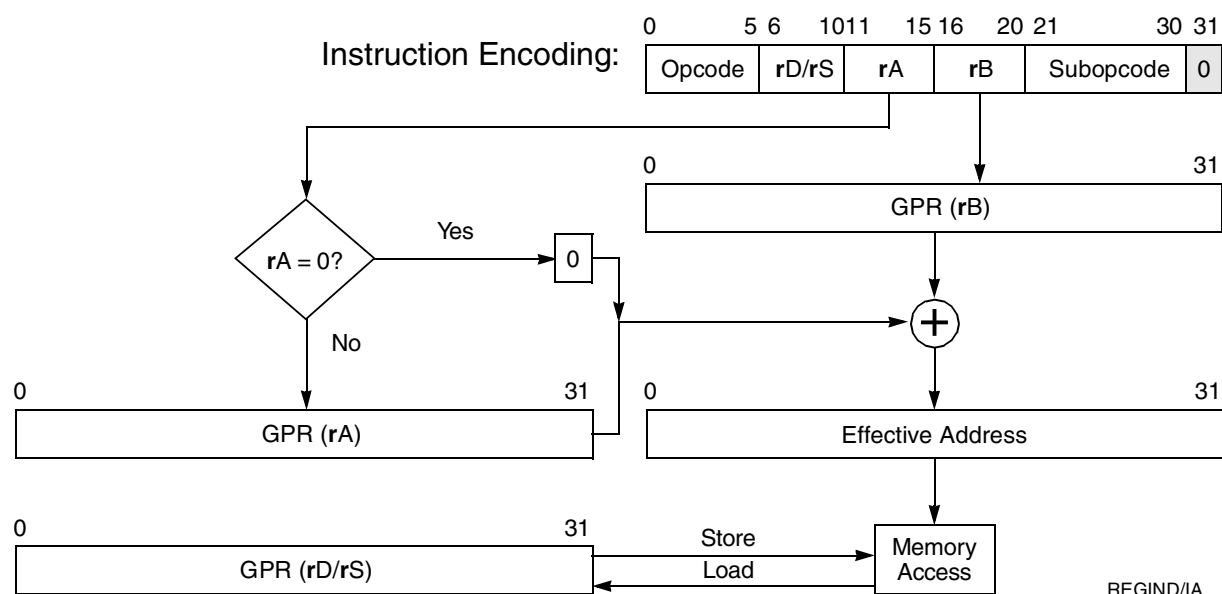 0 5 6 10 11 15 16 20 21 30 31
Instruction Encoding:
Opcode rD/rS rA rB Subopcode 0
0 31
GPR (rB)
rA = 0?
Yes
0
+
No
0 31
GPR (rA)
0 31
Effective Address
0 31
GPR (rD/rS)
Store
Load
Memory
Access
REGIND/IA